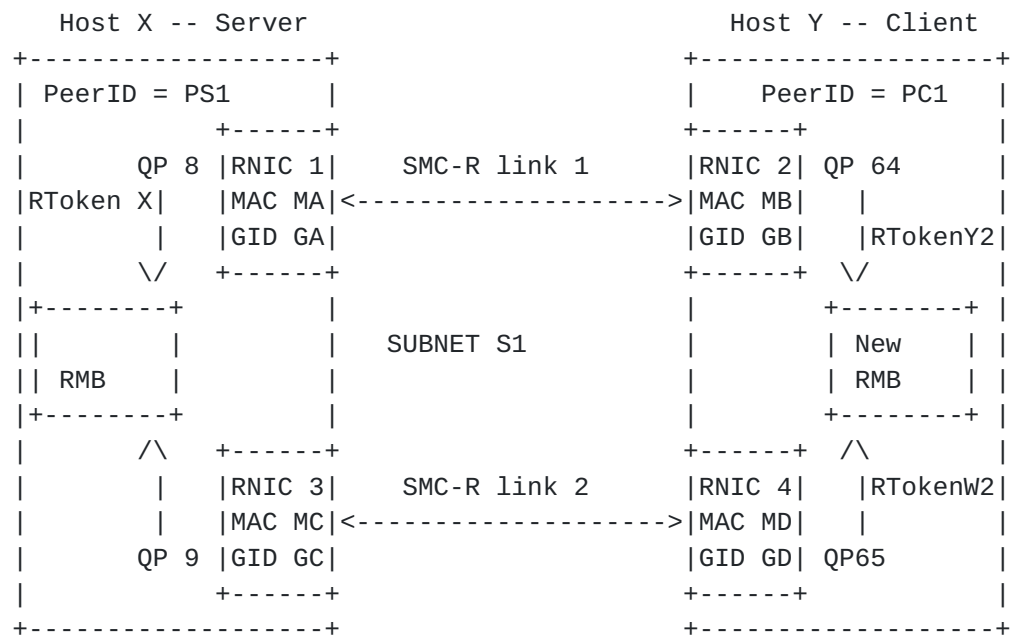 Host X -- Server                            Host Y -- Client
PeerID = PS1                                PeerID = PC1
QP 8 RNIC 1    SMC-R link 1    RNIC 2 QP 64
RToken X MAC MA <--------------------> MAC MB
GID GA                         GID GB RTokenY2
SUBNET S1                      New
RMB                            RMB
RNIC 3    SMC-R link 2    RNIC 4 RTokenW2
MAC MC <--------------------> MAC MD
QP 9 GID GC                    GID GD QP65